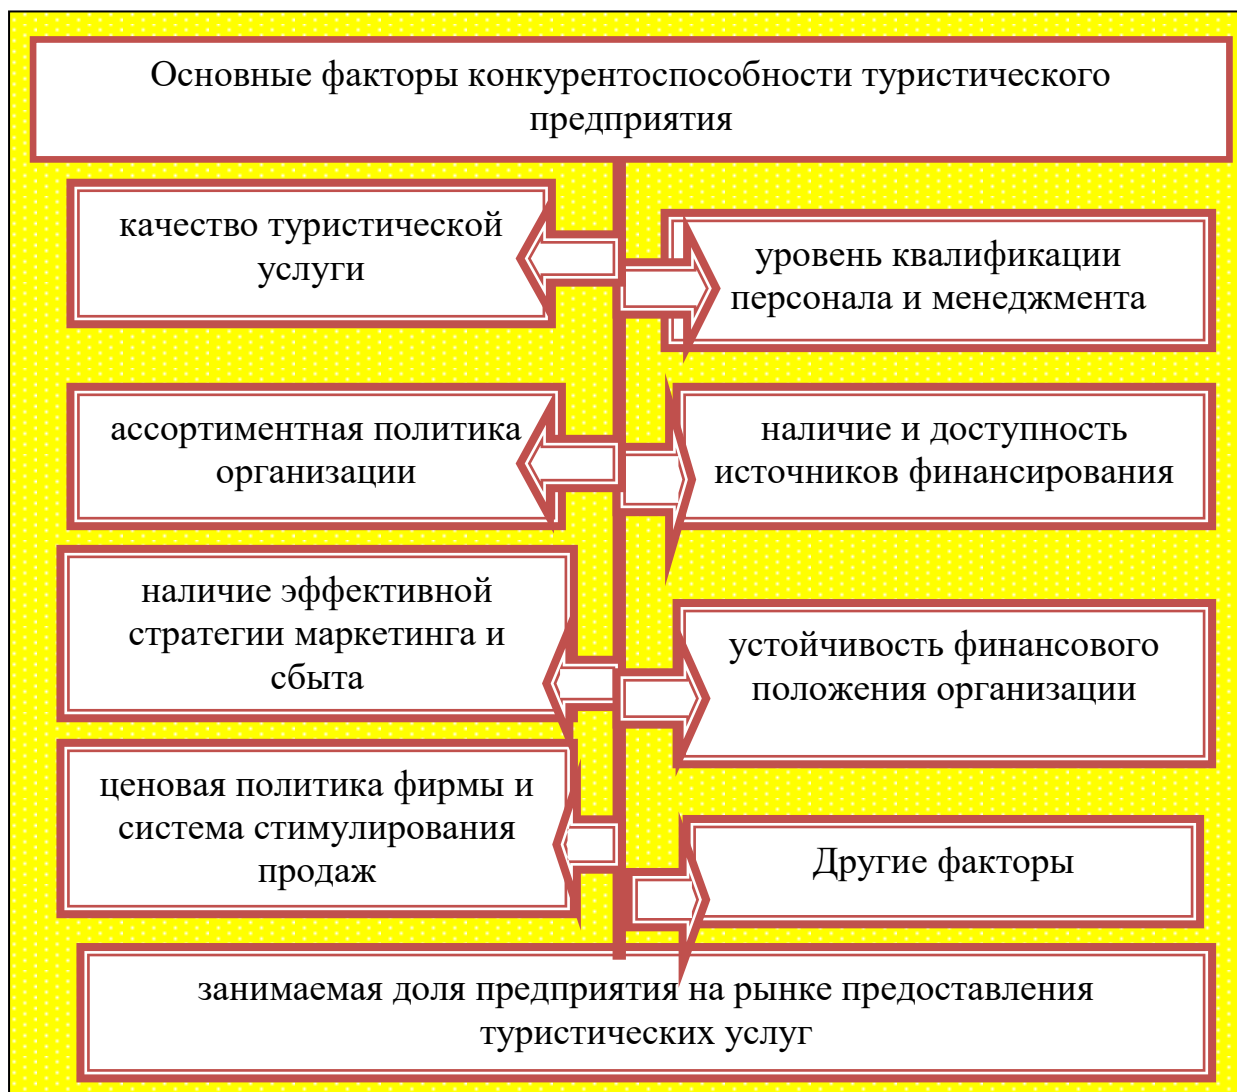 Основные факторы конкурентоспособности туристического
предприятия
качество туристической
услуги
уровень квалификации
персонала и менеджмента
ассортиментная политика
организации
наличие и доступность
источников финансирования
наличие эффективной
стратегии маркетинга и
сбыта
устойчивость финансового
положения организации
ценовая политика фирмы и
система стимулирования
продаж
Другие факторы
занимаемая доля предприятия на рынке предоставления
туристических услуг